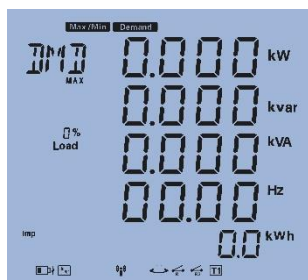 Max/Min Demand
DMD 0.000 kW
MAX
0.000 kvar
0% 0.000 kVA
Load
00.00 Hz
Imp 0.0 kWh
T1